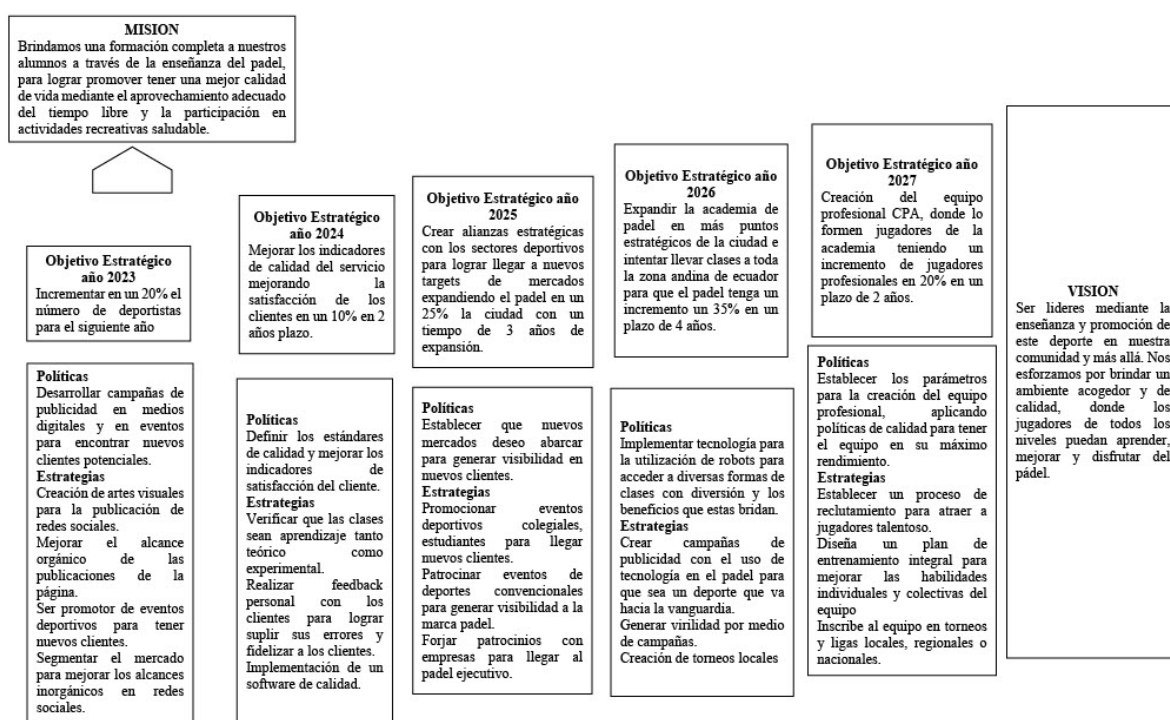 MISION
Brindamos una formación completa a nuestros
alumnos a través de la enseñanza del padel,
para lograr promover tener una mejor calidad
de vida mediante el aprovechamiento adecuado
del tiempo libre y la participación en
actividades recreativas saludable.
Objetivo Estratégico
año 2023
Incrementar en un 20% el
número de deportistas
para el siguiente año
Políticas
Desarrollar campañas de
publicidad en medios
digitales y en eventos
para encontrar nuevos
clientes potenciales.
Estrategias
Creación de artes visuales
para la publicación de
redes sociales.
Mejorar el alcance
orgánico de las
publicaciones de la
página.
Ser promotor de eventos
deportivos para tener
nuevos clientes.
Segmentar el mercado
para mejorar los alcances
inorgánicos en redes
sociales.
Objetivo Estratégico
año 2024
Mejorar los indicadores
de calidad del servicio
mejorando la
satisfacción de los
clientes en un 10% en 2
años plazo.
Políticas
Definir los estándares
de calidad y mejorar los
indicadores de
satisfacción del cliente.
Estrategias
Verificar que las clases
sean aprendizaje tanto
teórico como
experimental.
Realizar feedback
personal con los
clientes para lograr
suplir sus errores y
fidelizar a los clientes.
Implementación de un
software de calidad.
Objetivo Estratégico año
2025
Crear alianzas estratégicas
con los sectores deportivos
para lograr llegar a nuevos
targets de mercados
expandiendo el padel en un
25% la ciudad con un
tiempo de 3 años de
expansión.
Políticas
Establecer que nuevos
mercados deseo abarcar
para generar visibilidad en
nuevos clientes.
Estrategias
Promocionar eventos
deportivos colegiales,
estudiantes para llegar
nuevos clientes.
Patrocinar eventos de
deportes convencionales
para generar visibilidad a la
marca padel.
Forjar patrocinios con
empresas para llegar al
padel ejecutivo.
Objetivo Estratégico año
2026
Expandir la academia de
padel en más puntos
estratégicos de la ciudad e
intentar llevar clases a toda
la zona andina de ecuador
para que el padel tenga un
incremento un 35% en un
plazo de 4 años.
Políticas
Implementar tecnología para
la utilización de robots para
acceder a diversas formas de
clases con diversión y los
beneficios que estas bridan.
Estrategias
Crear campañas de
publicidad con el uso de
tecnología en el padel para
que sea un deporte que va
hacia la vanguardia.
Generar virilidad por medio
de campañas.
Creación de torneos locales
Objetivo Estratégico año
2027
Creación del equipo
profesional CPA, donde lo
formen jugadores de la
academia teniendo un
incremento de jugadores
profesionales en 20% en un
plazo de 2 años.
Políticas
Establecer los parámetros
para la creación del equipo
profesional, aplicando
políticas de calidad para tener
el equipo en su máximo
rendimiento.
Estrategias
Establecer un proceso de
reclutamiento para atraer a
jugadores talentoso.
Diseña un plan de
entrenamiento integral para
mejorar las habilidades
individuales y colectivas del
equipo
Inscribe al equipo en torneos
y ligas locales, regionales o
nacionales.
VISION
Ser lideres mediante la
enseñanza y promoción de
este deporte en nuestra
comunidad y más allá. Nos
esforzamos por brindar un
ambiente acogedor y de
calidad, donde los
jugadores de todos los
niveles puedan aprender,
mejorar y disfrutar del
pádel.